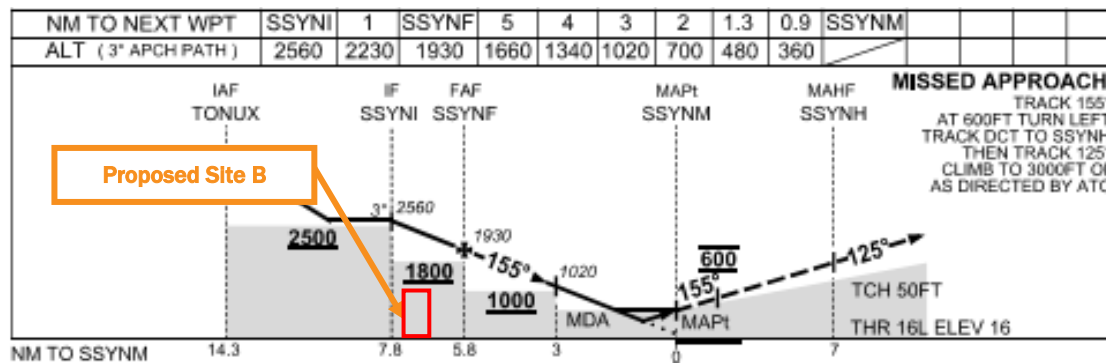 NM TO NEXT WPT SSYNI 1 SSYNF 5 4 3 2 1.3 0.9 SSYNM
ALT ( 3° APCH PATH ) 2560 2230 1930 1660 1340 1020 700 480 360
MISSED APPROACH
TRACK 155°
AT 600FT TURN LEFT
TRACK DCT TO SSYNH
THEN TRACK 125°
CLIMB TO 3000FT OR
AS DIRECTED BY ATC
IAF
TONUX
IF
SSYNI
FAF
SSYNF
MAPt
SSYNM
MAHF
SSYNH
Proposed Site B
3° 2560
2500
1930
155°
1800
1020
1000
600
155°
125°
MDA
MAPt
TCH 50FT
THR 16L ELEV 16
NM TO SSYNM 14.3 7.8 5.8 3 0 7